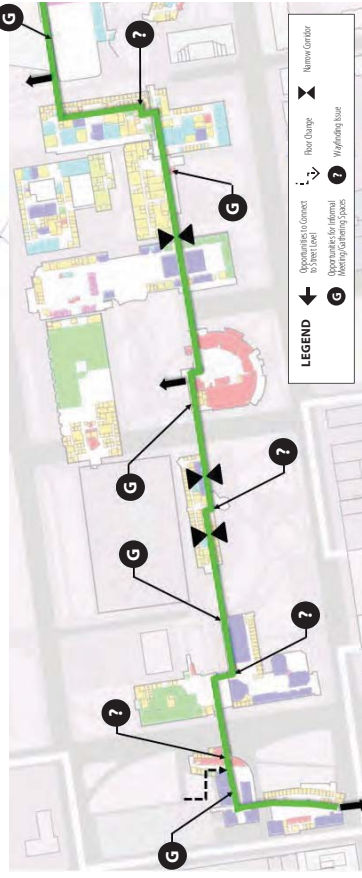 G
?
G
G
?
G
?
?
G
G
LEGEND
Opportunities to Connect
to Street Level
G
Opportunities for Informal
Meeting/Gathering Spaces
Floor Change
?
Wayfinding Issue
Narrow Corridor